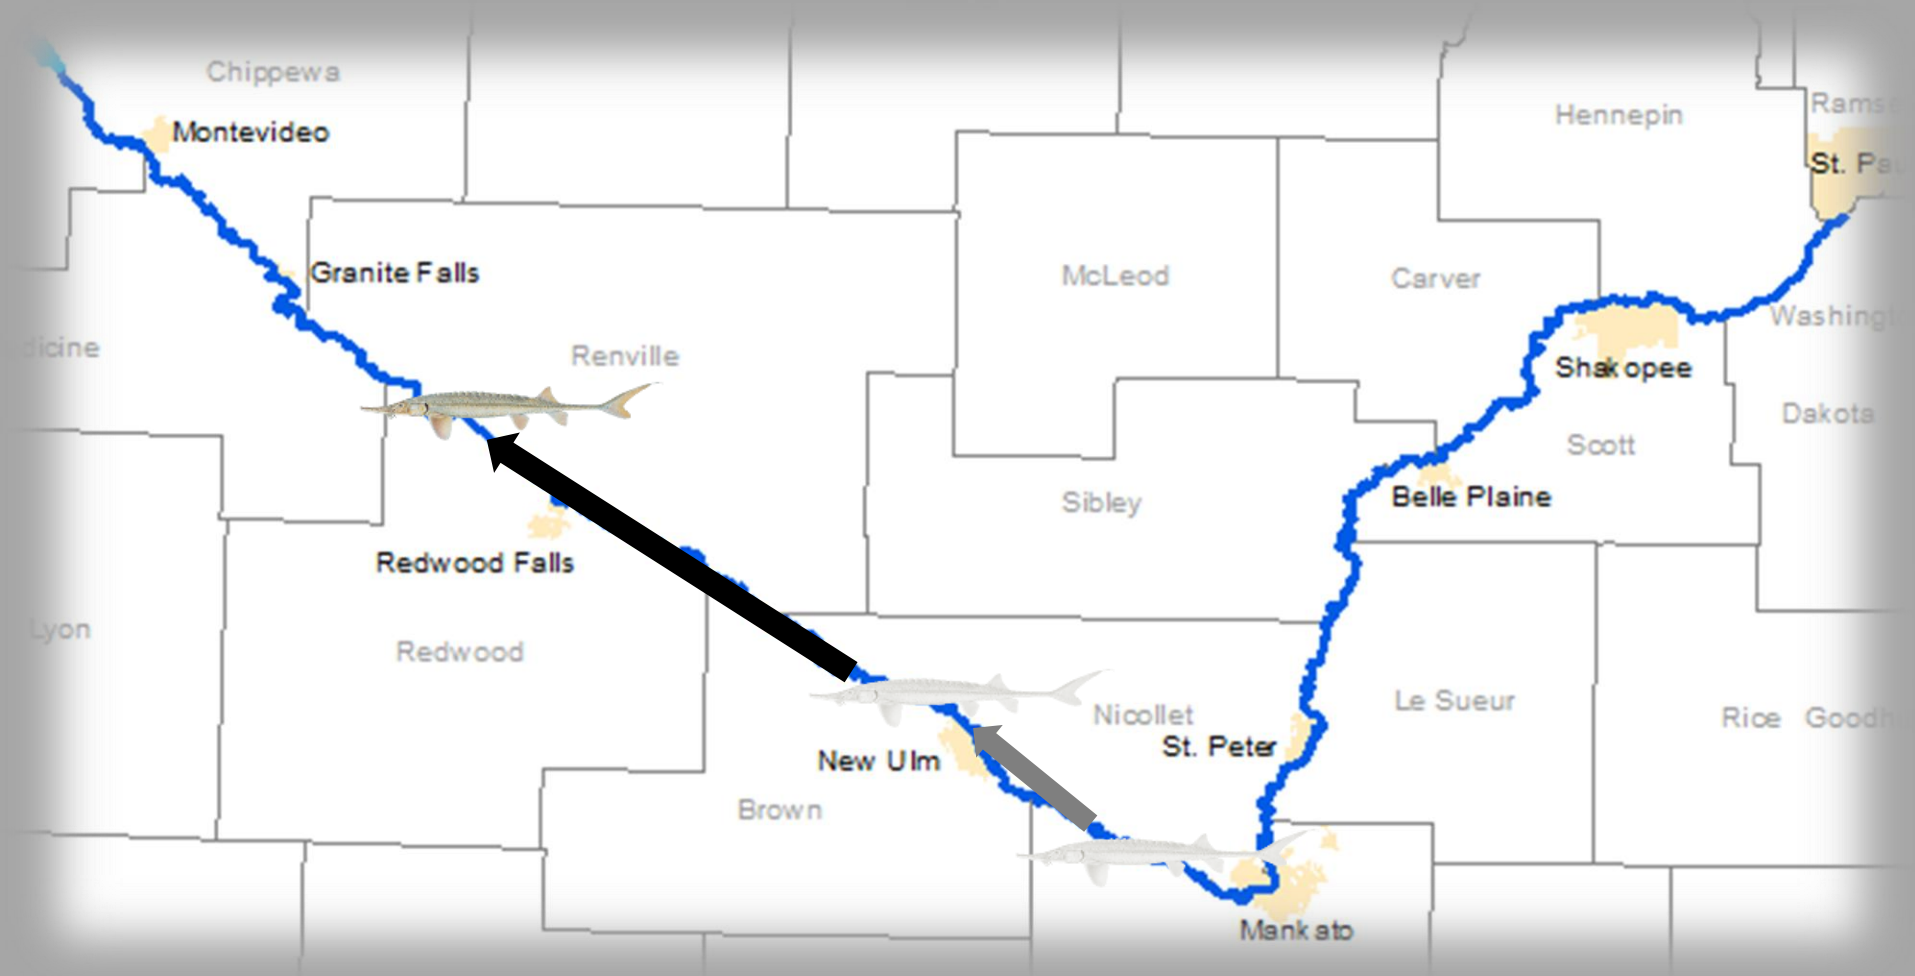 Chippewa
Montevideo
Hennepin
St.
Granite Falls
McLeod
Carver
Renville
Shakopee
Dakota
Scott
Sibley
Belle Plaine
Redwood Falls
Lyon
Redwood
Le Sueur
Nicollet
Rice
St. Peter
New Ulm
Brown
Mankato